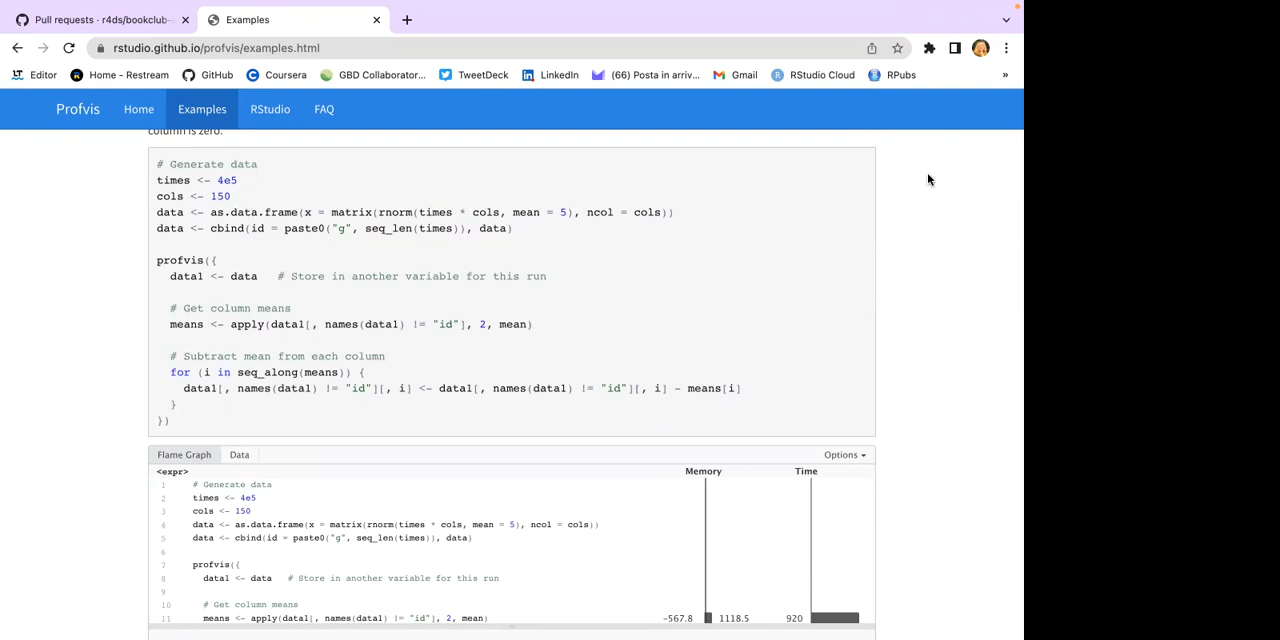 Pull requests · r4ds/bookclub-
Examples
rstudio.github.io/profvis/examples.html
Editor
Home - Restream
GitHub
Coursera
GBD Collaborator...
TweetDeck
LinkedIn
(66) Posta in arriv...
Gmail
RStudio Cloud
RPubs
»
Profvis
Home
Examples
RStudio
FAQ
column is zero.
# Generate data
times <- 4e5
cols <- 150
data <- as.data.frame(x = matrix(rnorm(times * cols, mean = 5), ncol = cols))
data <- cbind(id = paste0("g", seq_len(times)), data)
profvis({
data1 <- data # Store in another variable for this run
# Get column means
means <- apply(data1[, names(data1) != "id"], 2, mean)
# Subtract mean from each column
for (i in seq_along(means)) {
data1[, names(data1) != "id"][, i] <- data1[, names(data1) != "id"][, i] - means[i]
}
})
Flame Graph
Data
Options
<expr>
Memory
Time
1 # Generate data
2 times <- 4e5
3 cols <- 150
4 data <- as.data.frame(x = matrix(rnorm(times * cols, mean = 5), ncol = cols))
5 data <- cbind(id = paste0("g", seq_len(times)), data)
6
7 profvis({
8 data1 <- data # Store in another variable for this run
9
10 # Get column means
11 means <- apply(data1[, names(data1) != "id"], 2, mean) -567.8 1118.5 920